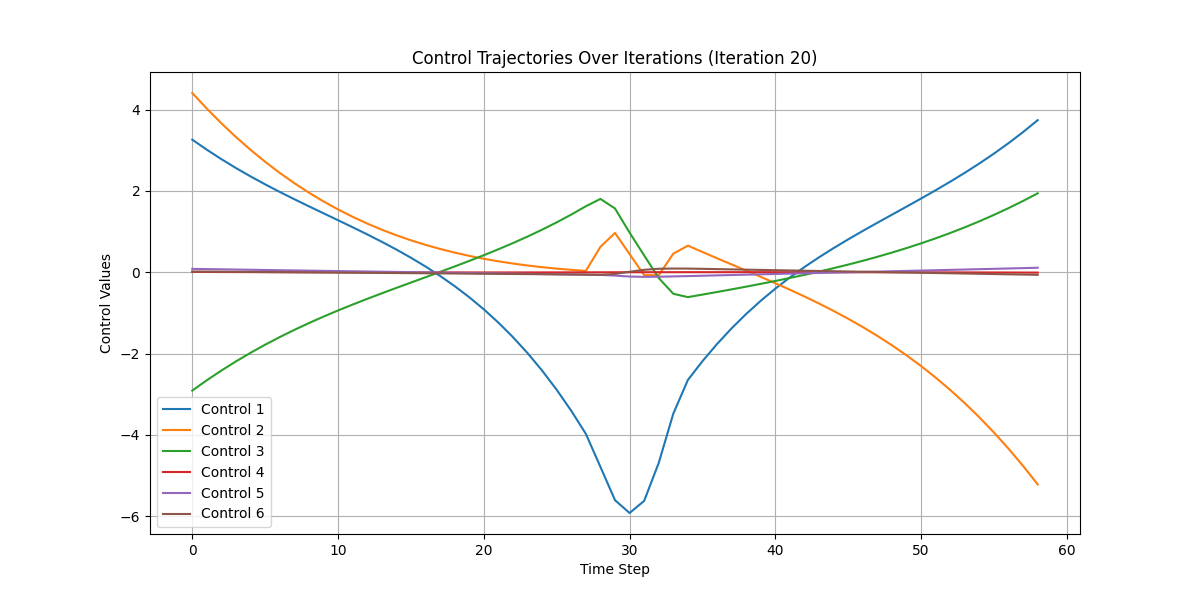 Control Trajectories Over Iterations (Iteration 20)
Control Values
4
2
0
−2
−4
−6
Control 1
Control 2
Control 3
Control 4
Control 5
Control 6
0 10 20 30 40 50 60
Time Step